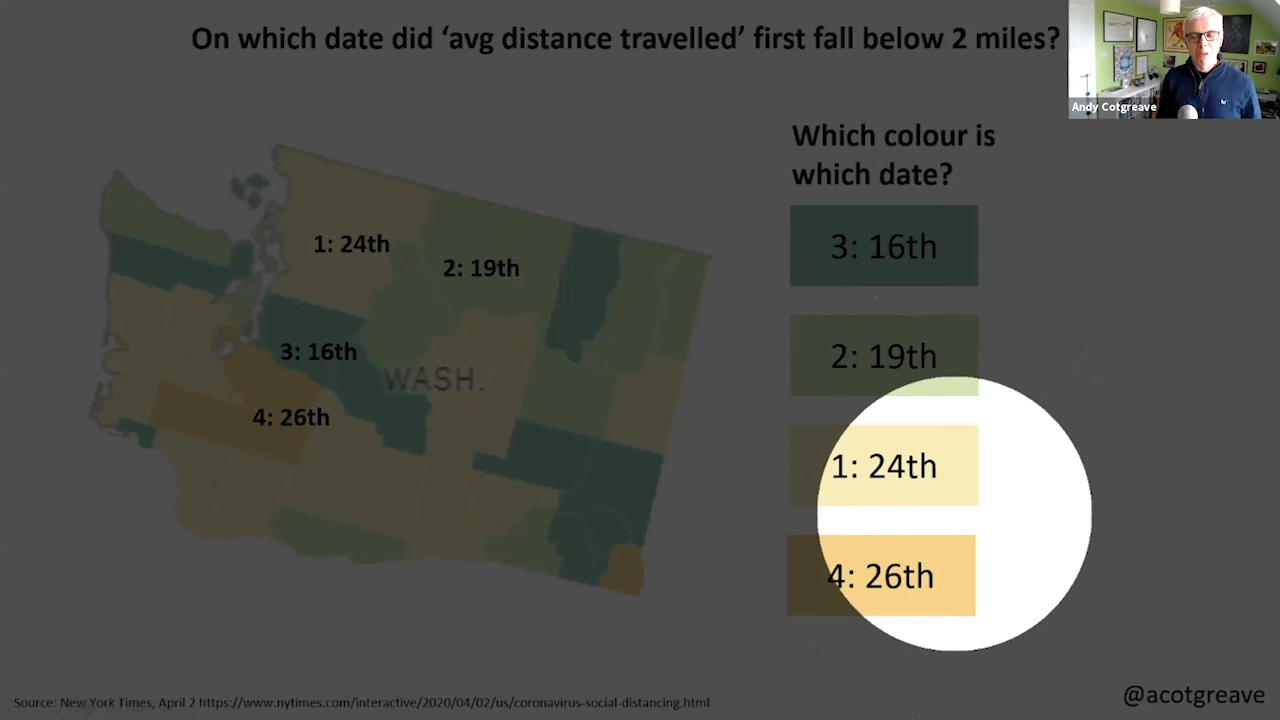 On which date did ‘avg distance travelled’ first fall below 2 miles?
Andy Cotgreave
Which colour is
which date?
1: 24th
2: 19th
3: 16th
4: 26th
WASH.
3: 16th
2: 19th
1: 24th
4: 26th
Source: New York Times, April 2 https://www.nytimes.com/interactive/2020/04/02/us/coronavirus-social-distancing.html
@acotgreave